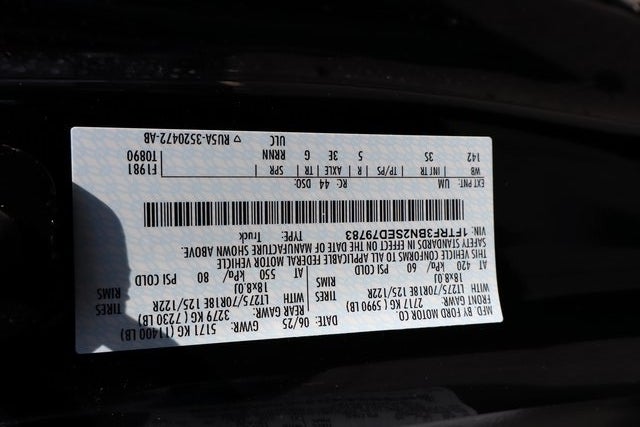 MFD. BY FORD MOTOR CO.
DATE: 06/25 GVWR: 5171 KG (11400 LB)
FRONT GAWR: 2717 KG (5990 LB) REAR GAWR: 3279 KG (7230 LB)
WITH LT275/70R18E 125/122R TIRES WITH LT275/70R18E 125/122R TIRES
18x8.0J RIMS 18x8.0J RIMS
AT 420 kPa/ 60 PSI COLD AT 550 kPa/ 80 PSI COLD
THIS VEHICLE CONFORMS TO ALL APPLICABLE FEDERAL MOTOR VEHICLE
SAFETY STANDARDS IN EFFECT ON THE DATE OF MANUFACTURE SHOWN ABOVE.
VIN: 1FTRF3BN2SED79783 TYPE: Truck
EXT PNT: UM RC: 44 DSO: F1981
WB INT TR TP/PS R AXLE TR SPR T0890
142 3S 5 3E G RRNN
ULC ▽ RUSA-3520472-AB